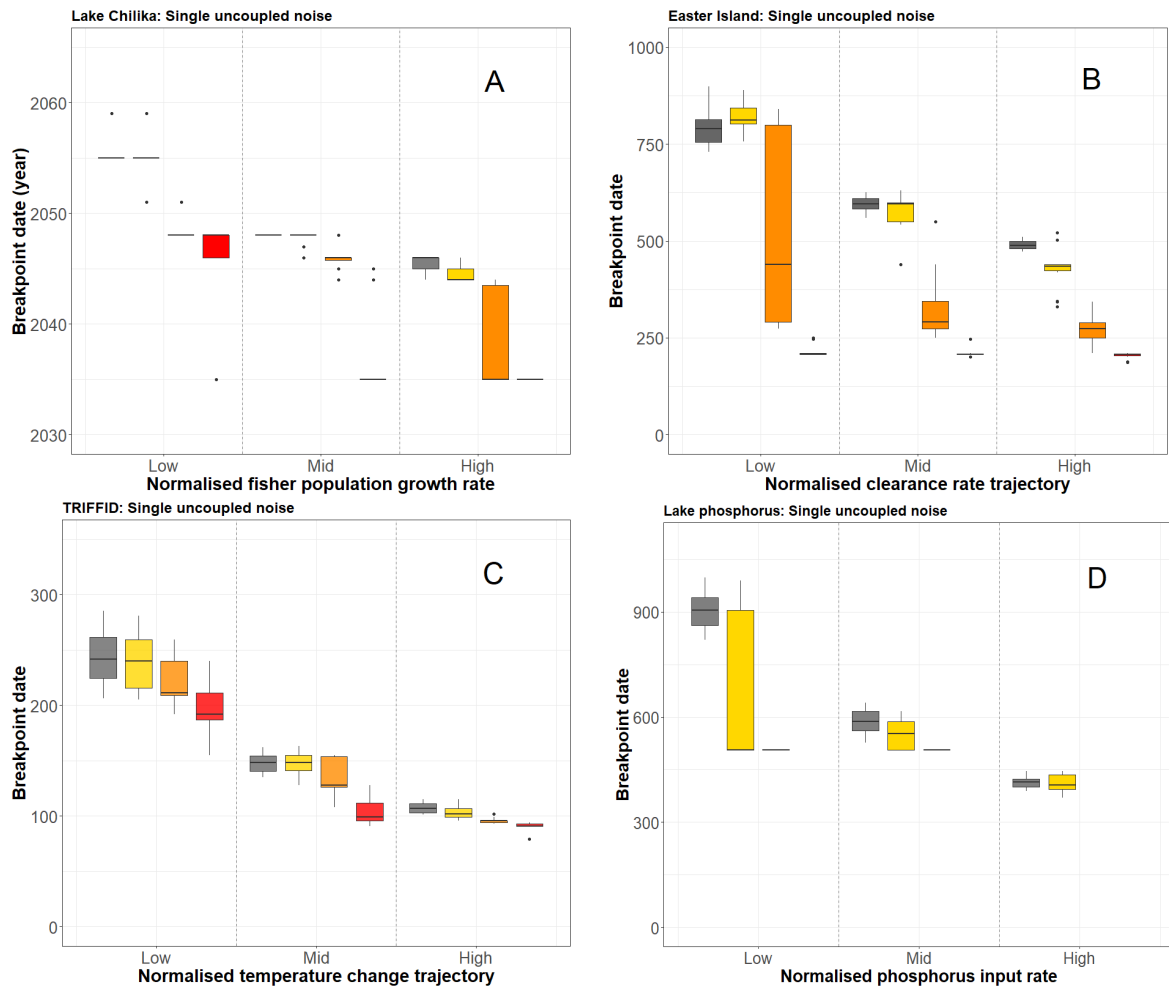 Lake Chilika: Single uncoupled noise
A
Breakpoint date (year)
2060
2050
2040
2030
Low Mid High
Normalised fisher population growth rate
Easter Island: Single uncoupled noise
B
Breakpoint date
1000
750
500
250
0
Low Mid High
Normalised clearance rate trajectory
TRIFFID: Single uncoupled noise
C
Breakpoint date
300
200
100
0
Low Mid High
Normalised temperature change trajectory
Lake phosphorus: Single uncoupled noise
D
Breakpoint date
900
600
300
0
Low Mid High
Normalised phosphorus input rate